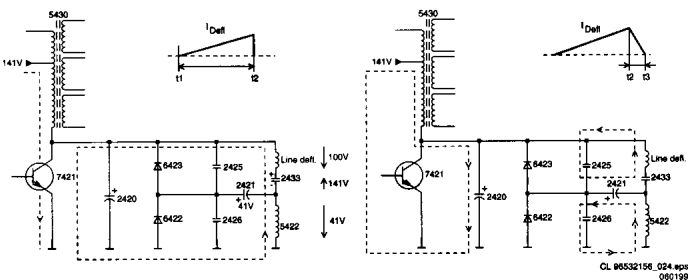 5430
I Defl
141V
t1
t2
7421
2420
6423
6422
2425
2421
41V
2426
Line defl.
2433
5422
100V
141V
41V
5430
I Defl
141V
t2
t3
7421
2420
6423
6422
2425
2421
2426
Line defl.
2433
5422
CL 96532156_024.eps
060199